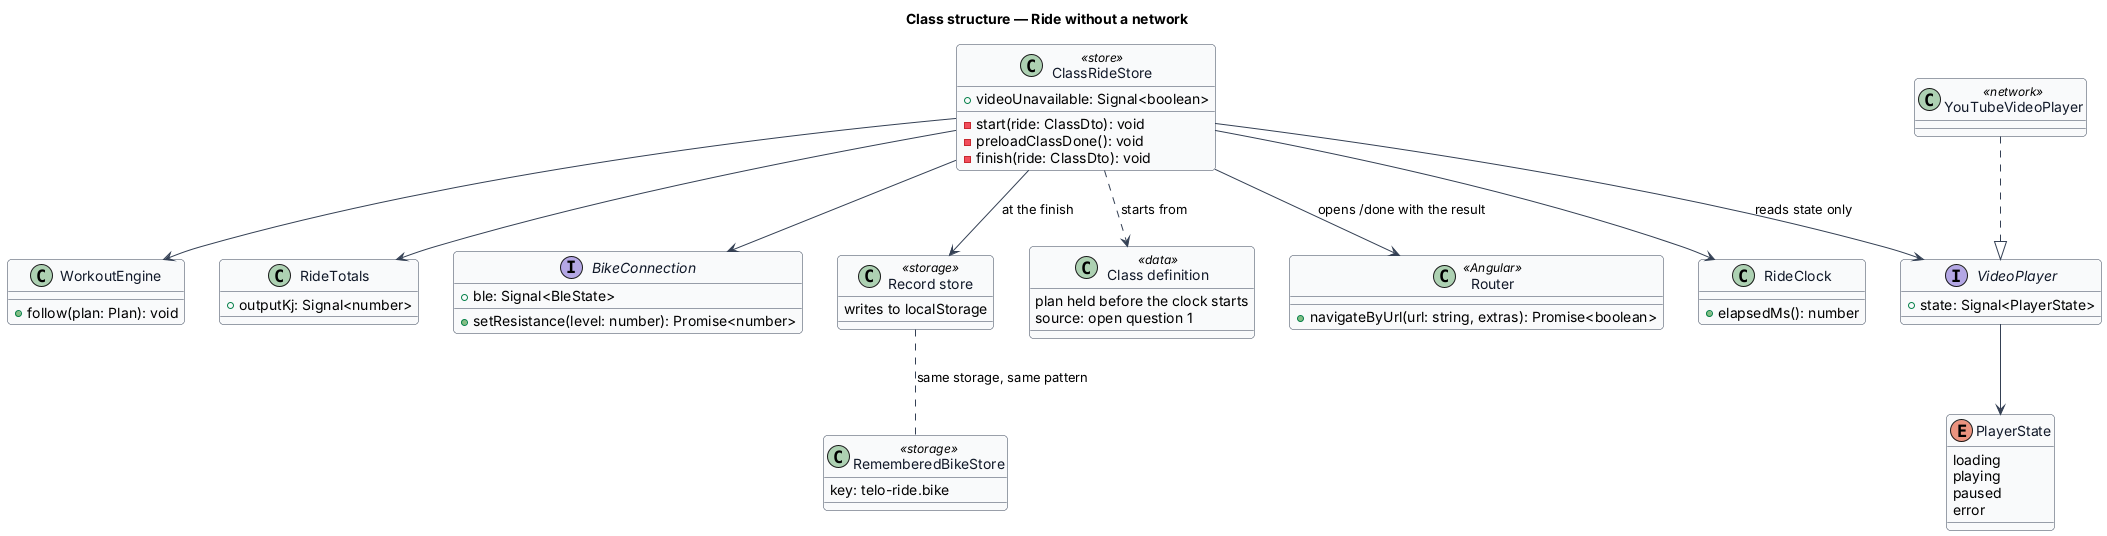 Class structure — Ride without a network
C
«store»
ClassRideStore
videoUnavailable: Signal<boolean>
start(ride: ClassDto): void
preloadClassDone(): void
finish(ride: ClassDto): void
C
«network»
YouTubeVideoPlayer
at the finish
starts from
opens /done with the result
reads state only
C
WorkoutEngine
follow(plan: Plan): void
C
RideTotals
outputKj: Signal<number>
I
BikeConnection
ble: Signal<BleState>
setResistance(level: number): Promise<number>
C
«storage»
Record store
writes to localStorage
C
«data»
Class definition
plan held before the clock starts
source: open question 1
C
«Angular»
Router
navigateByUrl(url: string, extras): Promise<boolean>
C
RideClock
elapsedMs(): number
I
VideoPlayer
state: Signal<PlayerState>
same storage, same pattern
C
«storage»
RememberedBikeStore
key: telo-ride.bike
E
PlayerState
loading
playing
paused
error